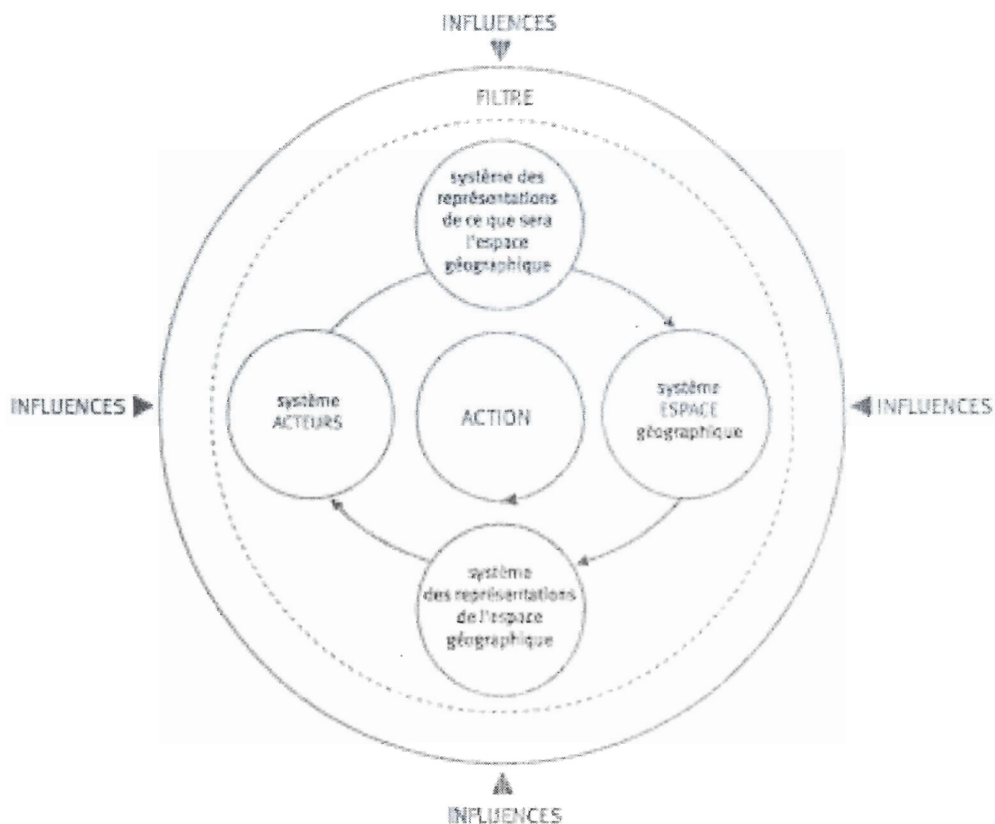 INFLUENCES
FILTRE
système des
représentations
de ce que sera
l'espace
géographique
INFLUENCES
système
ACTEURS
ACTION
système
ESPACE
géographique
INFLUENCES
système
des représentations
de l'espace
géographique
INFLUENCES